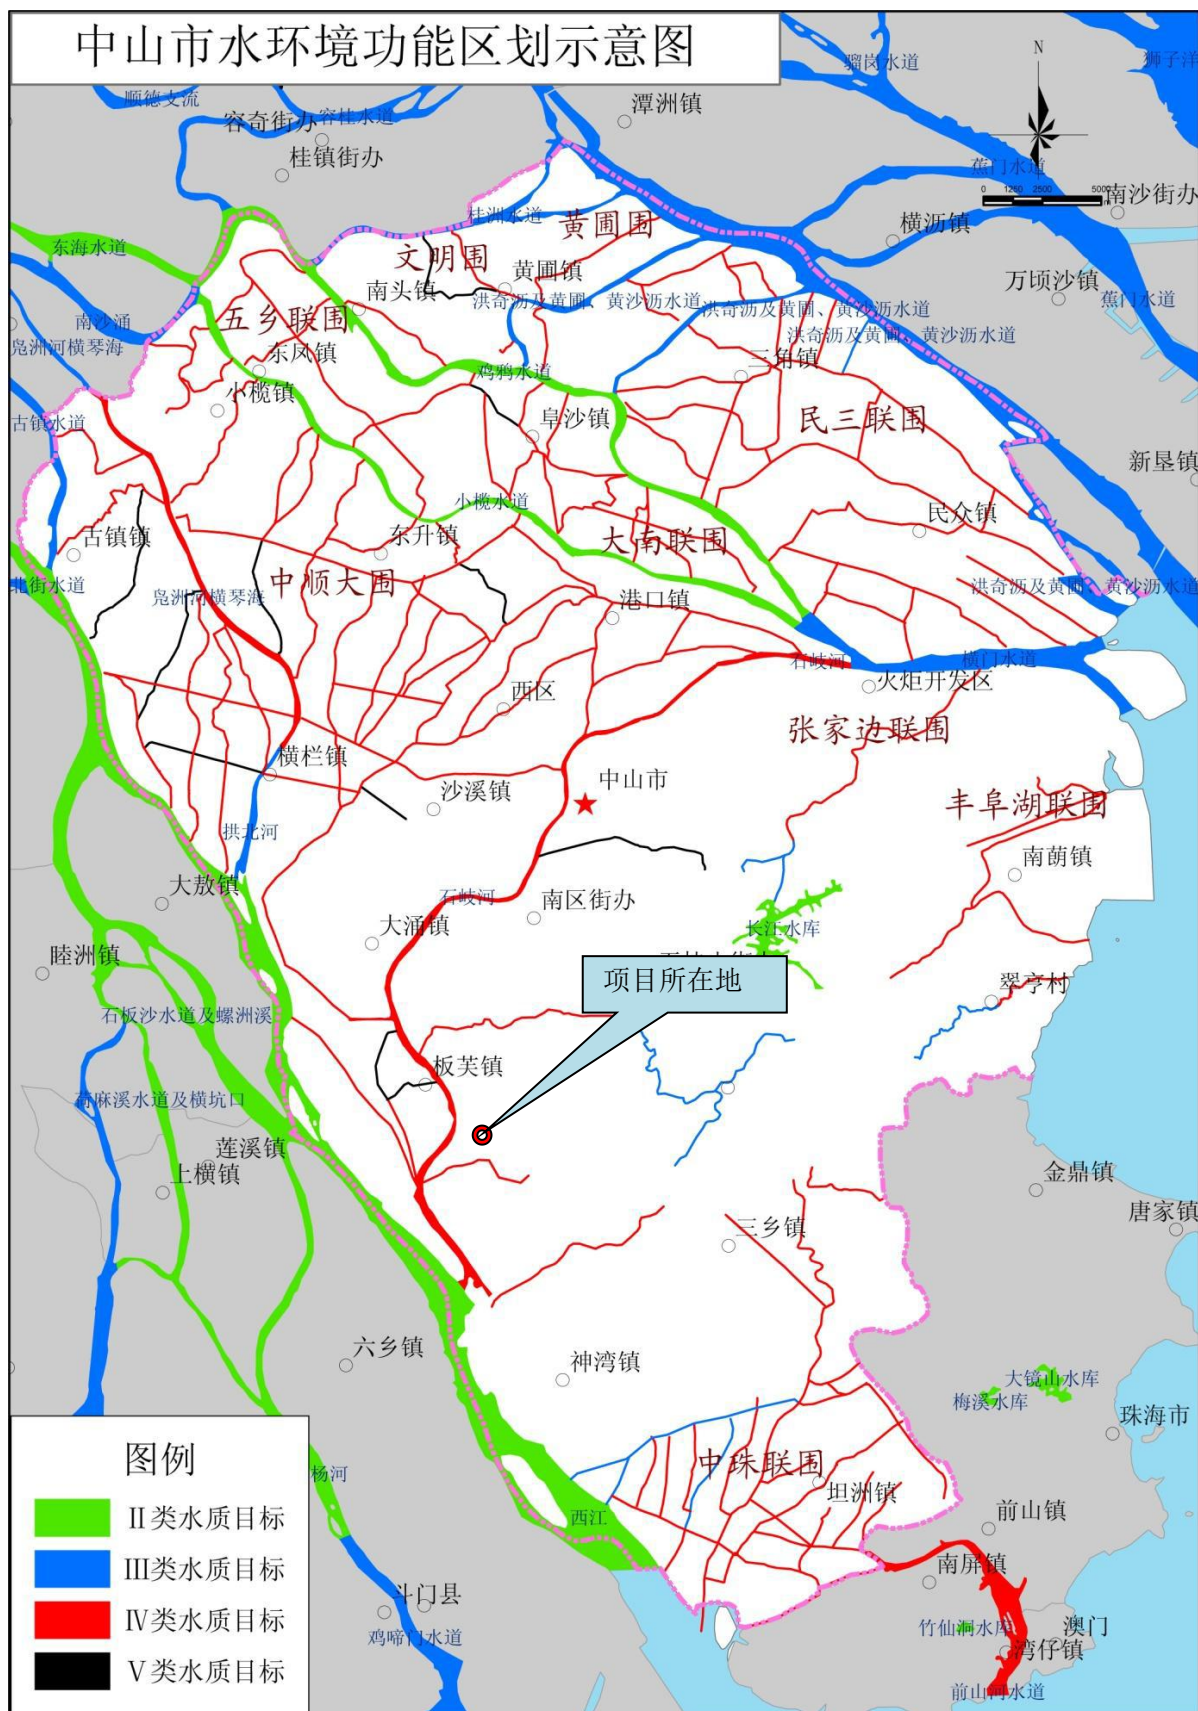 中山市水环境功能区划示意图
骝岗水道
狮子洋
N
顺德支流
容奇街办
容桂水道
潭洲镇
桂镇街办
蕉门水道
0 1250 2500 5000
南沙街办
桂洲水道
黄圃围
横沥镇
东海水道
文明围
黄圃镇
万顷沙镇
南头镇
洪奇沥及黄圃、黄沙沥水道
洪奇沥及黄圃、黄沙沥水道
蕉门水道
南沙涌
五乡联围
洪奇沥及黄圃、黄沙沥水道
凫洲河横琴海
东凤镇
鸡鸦水道
三角镇
小榄镇
古镇水道
阜沙镇
民三联围
新垦镇
小榄水道
古镇镇
东升镇
大南联围
民众镇
北街水道
凫洲河横琴海
中顺大围
港口镇
洪奇沥及黄圃、黄沙沥水道
石岐河
横门水道
西区
火炬开发区
张家边联围
横栏镇
中山市
沙溪镇
丰阜湖联围
拱北河
南蓢镇
大敖镇
石岐河
南区街办
大涌镇
长江水库
睦洲镇
项目所在地
翠亨村
石板沙水道及螺洲溪
板芙镇
荷麻溪水道及横坑口
莲溪镇
上横镇
金鼎镇
唐家镇
三乡镇
六乡镇
神湾镇
大镜山水库
梅溪水库
珠海市
图例
中珠联围
杨河
坦洲镇
II类水质目标
西江
前山镇
III类水质目标
南屏镇
斗门县
IV类水质目标
竹仙洞水库
澳门
鸡啼门水道
湾仔镇
V类水质目标
前山河水道